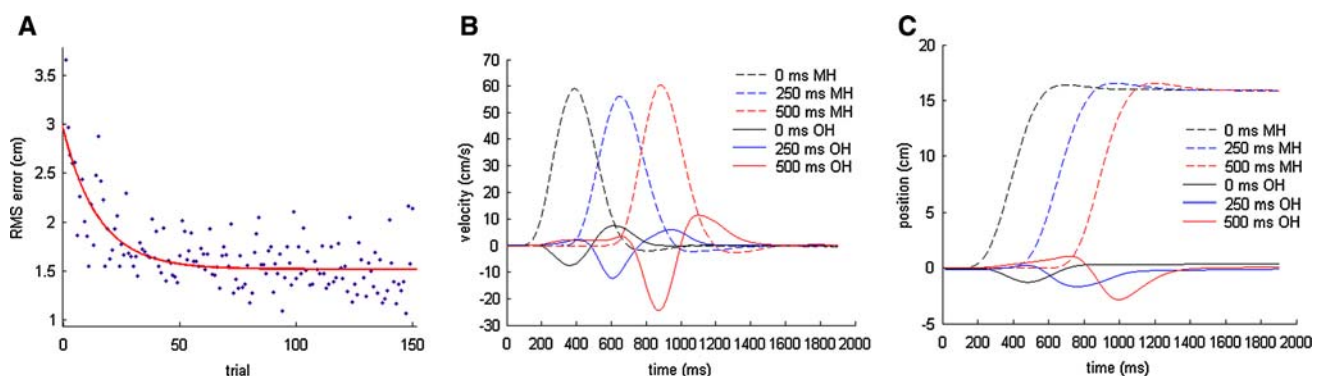 A
RMS error (cm)
3.5
3
2.5
2
1.5
1
0 50 100 150
trial
B
velocity (cm/s)
70
60
50
40
30
20
10
0
-10
-20
-30
0 ms MH
250 ms MH
500 ms MH
0 ms OH
250 ms OH
500 ms OH
0 200 400 600 800 1000 1200 1400 1600 1800 2000
time (ms)
C
position (cm)
20
15
10
5
0
-5
0 ms MH
250 ms MH
500 ms MH
0 ms OH
250 ms OH
500 ms OH
0 200 400 600 800 1000 1200 1400 1600 1800 2000
time (ms)